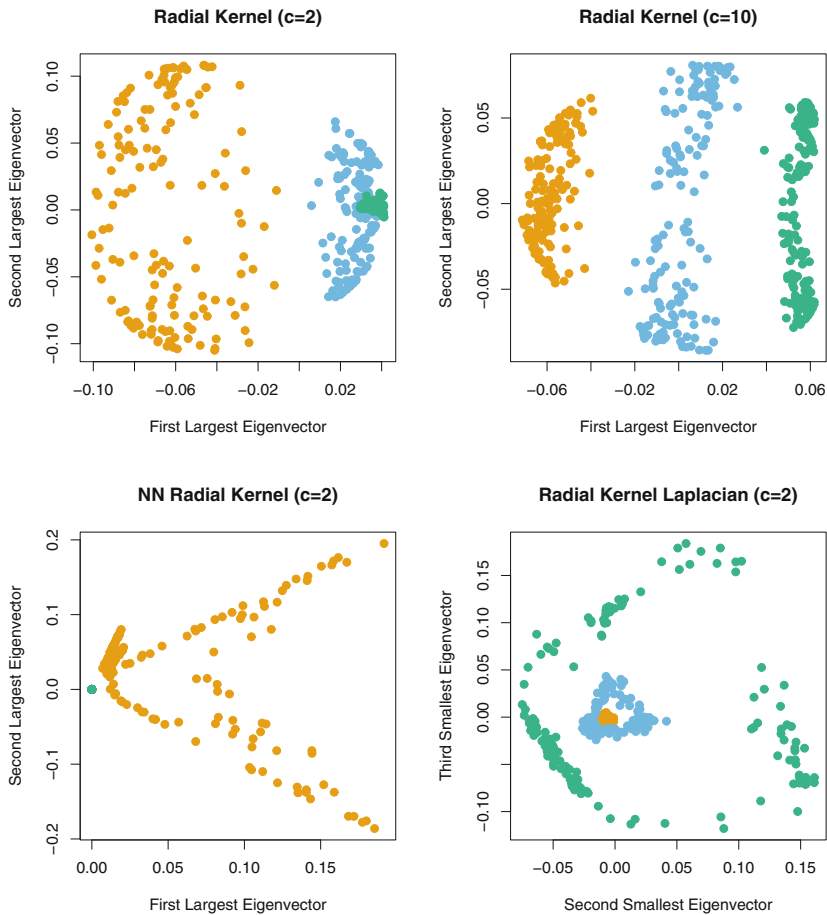 Radial Kernel (c=2)
Second Largest Eigenvector
0.10
0.05
0.00
−0.05
−0.10
−0.10
−0.06
−0.02
0.02
First Largest Eigenvector
Radial Kernel (c=10)
Second Largest Eigenvector
0.05
0.00
−0.05
−0.06
−0.02
0.02
0.06
First Largest Eigenvector
NN Radial Kernel (c=2)
Second Largest Eigenvector
0.2
0.1
0.0
−0.1
−0.2
0.00
0.05
0.10
0.15
First Largest Eigenvector
Radial Kernel Laplacian (c=2)
Third Smallest Eigenvector
0.15
0.10
0.05
0.00
−0.10
−0.05
0.00
0.05
0.10
0.15
Second Smallest Eigenvector